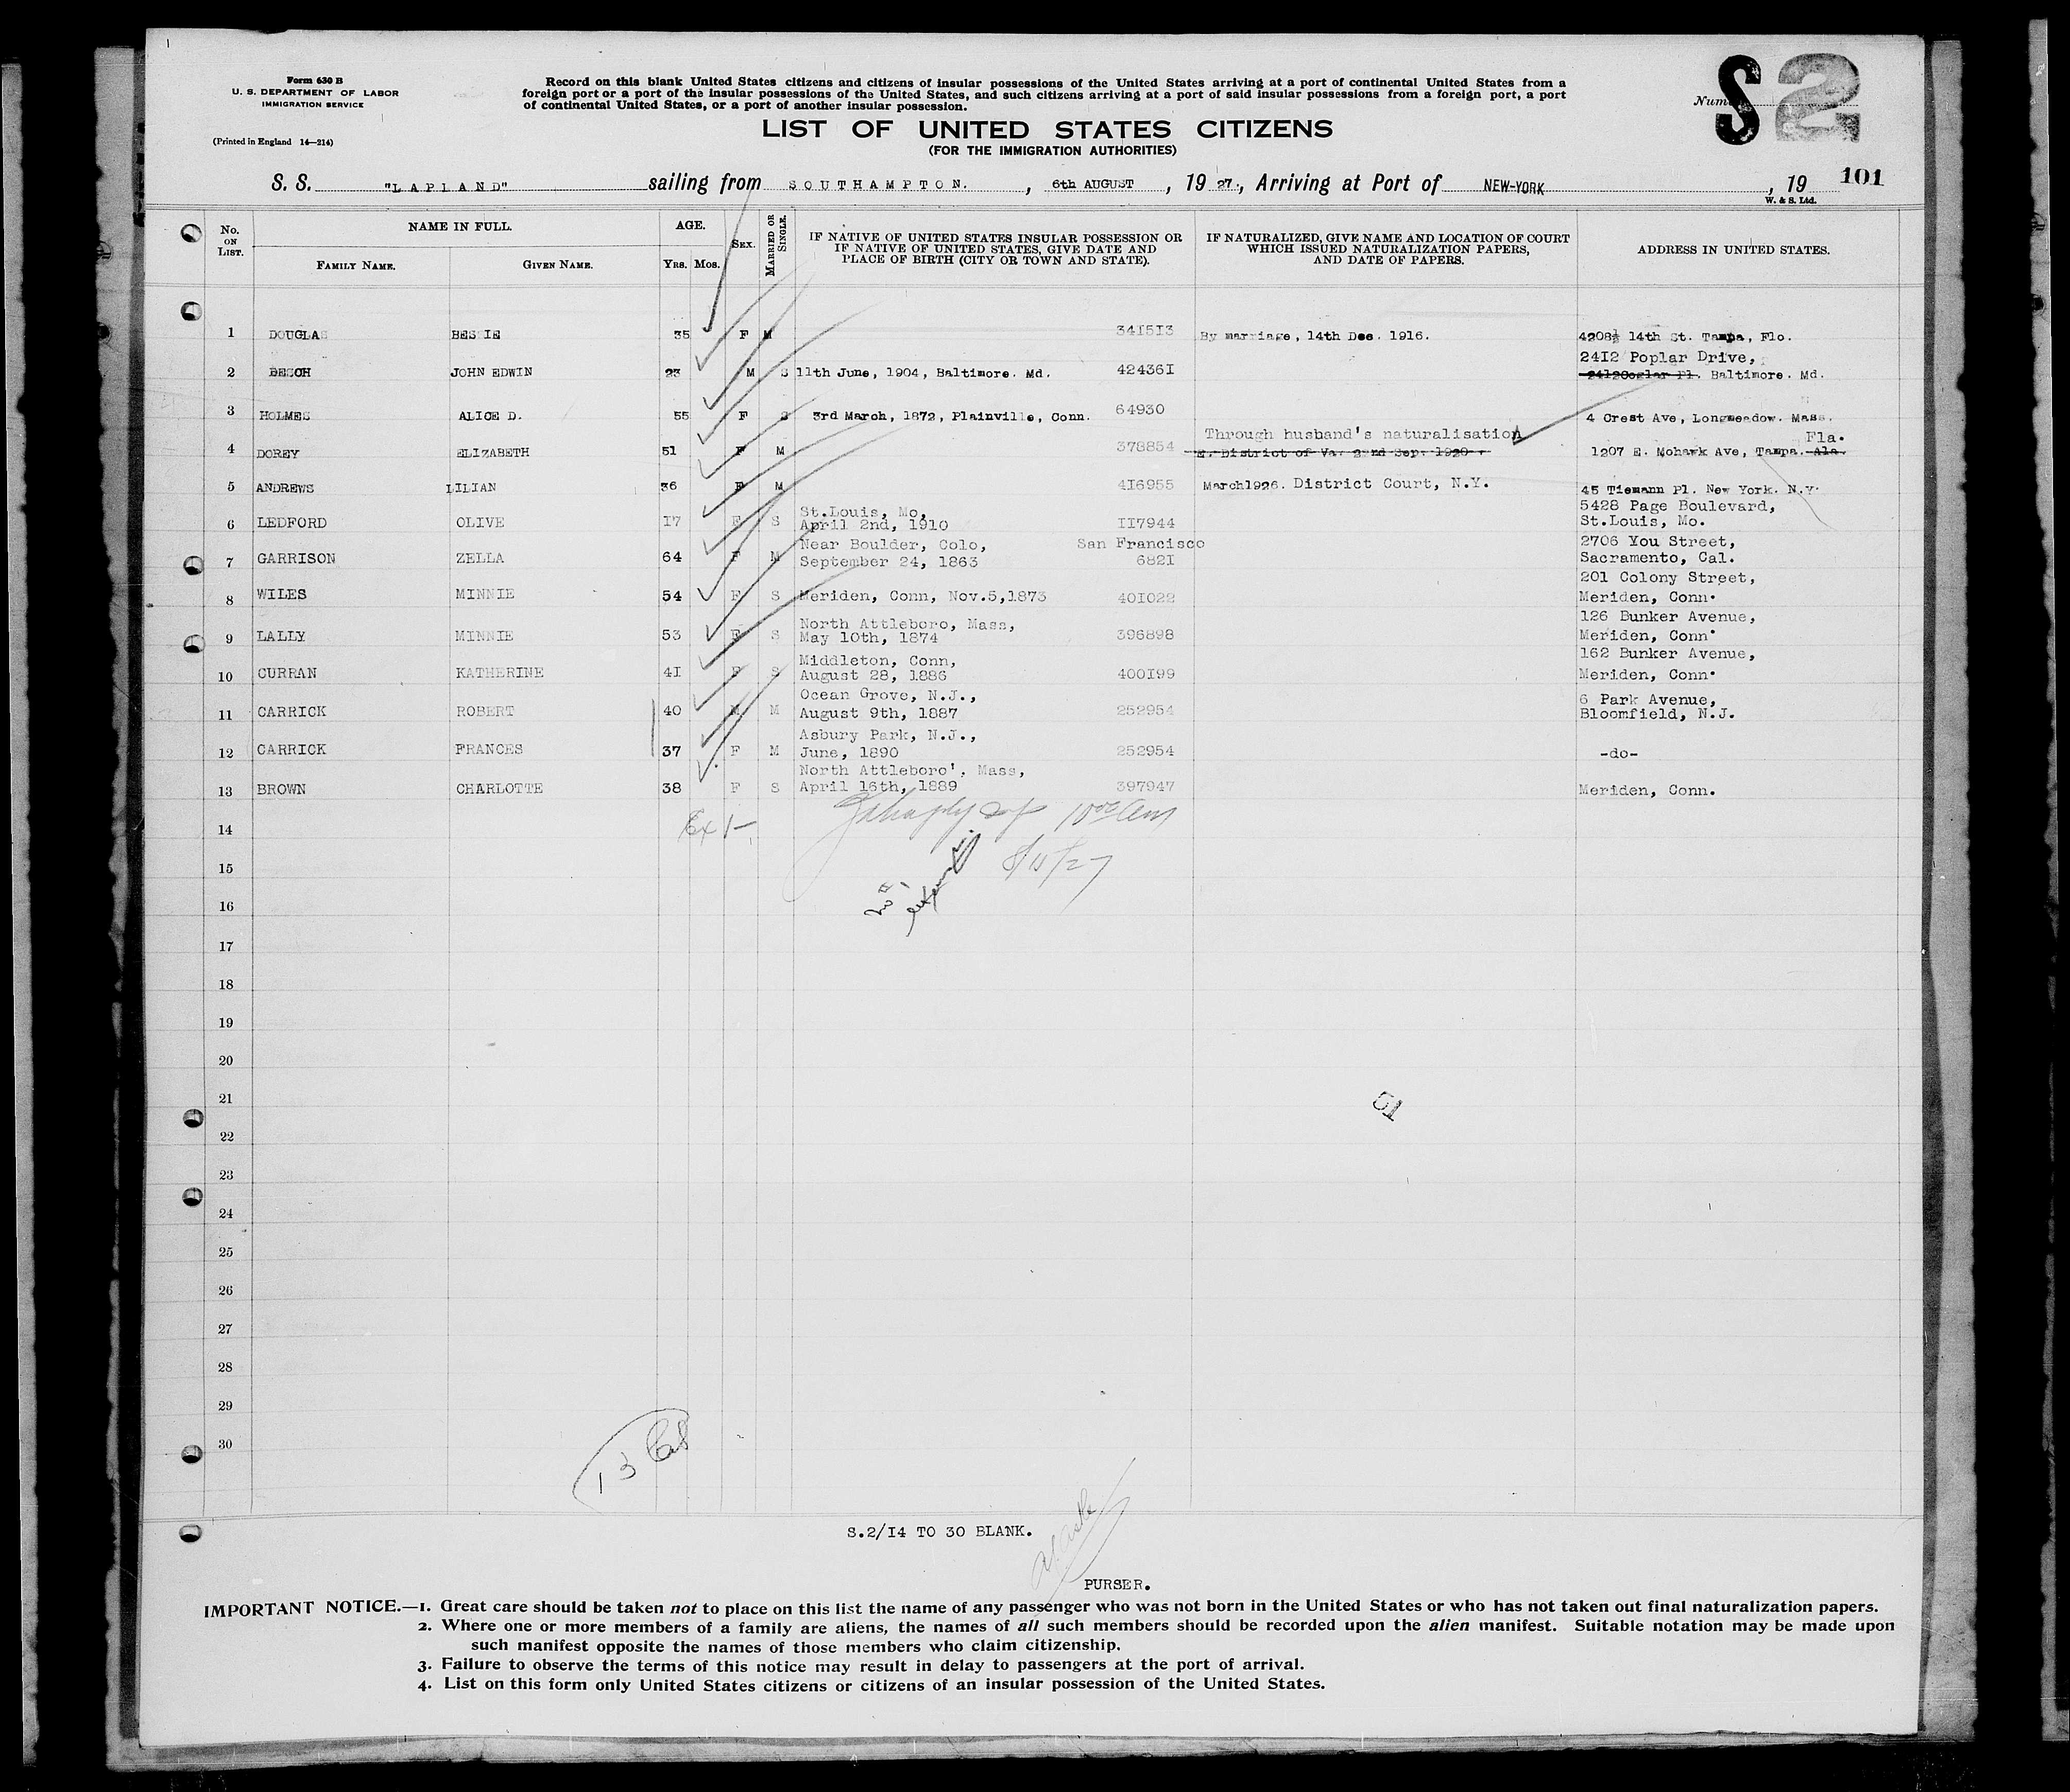 Form 630 B
U. S. DEPARTMENT OF LABOR
IMMIGRATION SERVICE
(Printed in England 14—214)
Record on this blank United States citizens and citizens of insular possessions of the United States arriving at a port of continental United States from a
foreign port or a port of the insular possessions of the United States, and such citizens arriving at a port of said insular possessions from a foreign port, a port
of continental United States, or a port of another insular possession.
LIST OF UNITED STATES CITIZENS
(FOR THE IMMIGRATION AUTHORITIES)
S 2
S. S. "LAPLAND" sailing from SOUTHAMPTON. , 6th AUGUST , 19 27., Arriving at Port of NEW-YORK , 19
101
W. & S. Ltd.
No. ON LIST.
NAME IN FULL.
FAMILY NAME.
GIVEN NAME.
AGE.
YRS. MOS.
SEX.
MARRIED OR SINGLE.
IF NATIVE OF UNITED STATES INSULAR POSSESSION OR
IF NATIVE OF UNITED STATES, GIVE DATE AND
PLACE OF BIRTH (CITY OR TOWN AND STATE).
IF NATURALIZED, GIVE NAME AND LOCATION OF COURT
WHICH ISSUED NATURALIZATION PAPERS,
AND DATE OF PAPERS.
ADDRESS IN UNITED STATES.
1 DOUGLAS BESSIE 35 F M 341513 By marriage, 14th Dec. 1916. 4208½ 14th St. Tampa, Flo.
2412 Poplar Drive,
2 BESCH JOHN EDWIN 23 M S 11th June, 1904, Baltimore. Md. 424361 Baltimore. Md.
3 HOLMES ALICE D. 55 F S 3rd March, 1872, Plainville, Conn. 64930 4 Crest Ave, Longmeadow. Mass.
Through husband's naturalisation Fla.
4 DOREY ELIZABETH 51 F M 378854 E. District of Va. 22nd Sep. 1920. 1207 E. Mohawk Ave, Tampa. Ala.
5 ANDREWS LILIAN 36 F M 416955 March1926. District Court, N.Y. 45 Tiemann Pl. New York. N.Y.
St.Louis, Mo, 5428 Page Boulevard,
6 LEDFORD OLIVE 17 F S April 2nd, 1910 117944 St.Louis, Mo.
Near Boulder, Colo, San Francisco 2706 You Street,
7 GARRISON ZELLA 64 F M September 24, 1863 6821 Sacramento, Cal.
201 Colony Street,
8 WILES MINNIE 54 F S Meriden, Conn, Nov.5,1873 401022 Meriden, Conn.
North Attleboro, Mass, 126 Bunker Avenue,
9 LALLY MINNIE 53 F S May 10th, 1874 396898 Meriden, Conn.
Middleton, Conn, 162 Bunker Avenue,
10 CURRAN KATHERINE 41 F S August 28, 1886 400199 Meriden, Conn.
Ocean Grove, N.J., 6 Park Avenue,
11 CARRICK ROBERT 40 M M August 9th, 1887 252954 Bloomfield, N.J.
Asbury Park, N.J.,
12 CARRICK FRANCES 37 F M June, 1890 252954 -do-
North Attleboro', Mass,
13 BROWN CHARLOTTE 38 F S April 16th, 1889 397947 Meriden, Conn.
14
15
8/15/27
16
17
18
19
20
21
22
23
24
25
26
27
28
29
30
S.2/14 TO 30 BLANK.
PURSER.
IMPORTANT NOTICE.—1. Great care should be taken not to place on this list the name of any passenger who was not born in the United States or who has not taken out final naturalization papers.
2. Where one or more members of a family are aliens, the names of all such members should be recorded upon the alien manifest. Suitable notation may be made upon
such manifest opposite the names of those members who claim citizenship.
3. Failure to observe the terms of this notice may result in delay to passengers at the port of arrival.
4. List on this form only United States citizens or citizens of an insular possession of the United States.